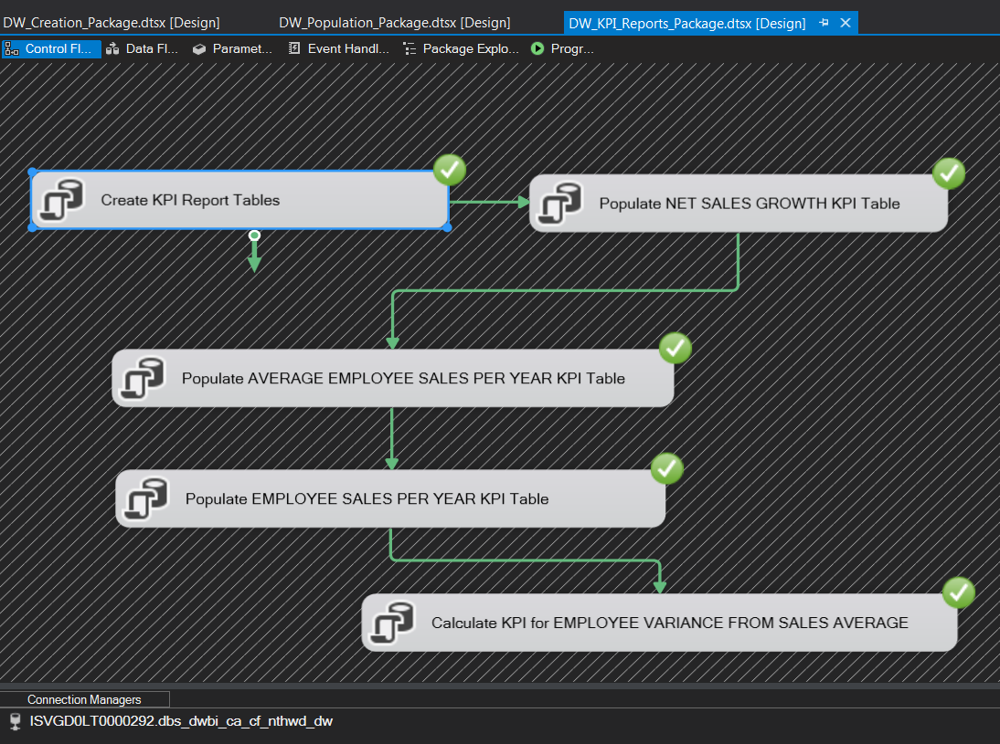 DW_Creation_Package.dtsx [Design] DW_Population_Package.dtsx [Design] DW_KPI_Reports_Package.dtsx [Design]
Control Fl... Data Fl... Paramet... Event Handl... Package Explo... Progr...
Create KPI Report Tables
Populate NET SALES GROWTH KPI Table
Populate AVERAGE EMPLOYEE SALES PER YEAR KPI Table
Populate EMPLOYEE SALES PER YEAR KPI Table
Calculate KPI for EMPLOYEE VARIANCE FROM SALES AVERAGE
Connection Managers
ISVGD0LT0000292.dbs_dwbi_ca_cf_nthwd_dw